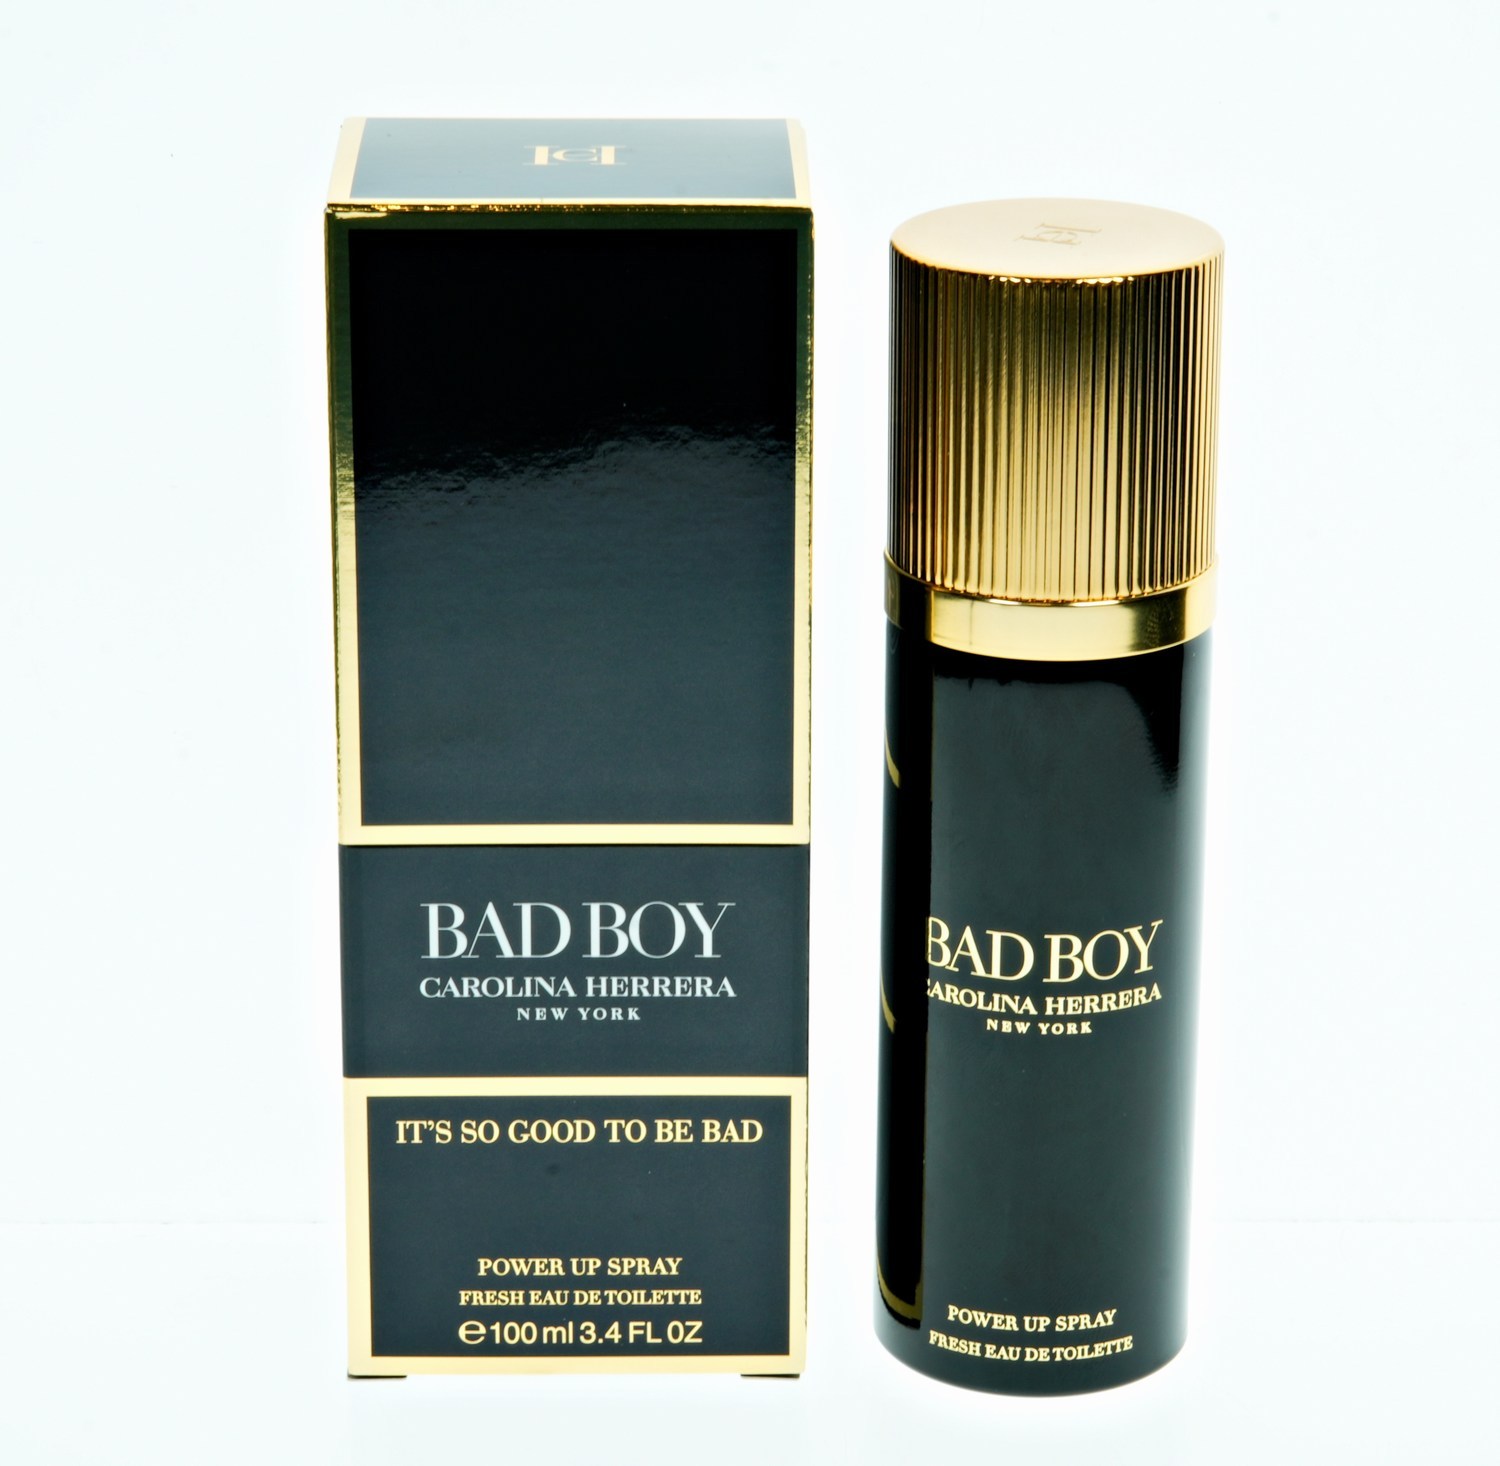 CH
BAD BOY
CAROLINA HERRERA
NEW YORK
IT'S SO GOOD TO BE BAD
POWER UP SPRAY
FRESH EAU DE TOILETTE
℮100 ml 3.4 FL OZ
CH
BAD BOY
CAROLINA HERRERA
NEW YORK
POWER UP SPRAY
FRESH EAU DE TOILETTE